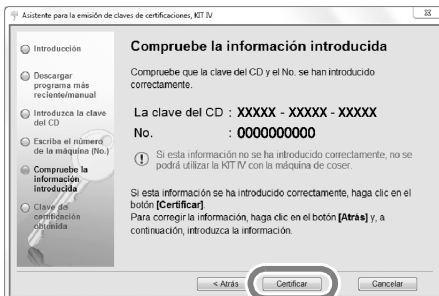 Asistente para la emisión de claves de certificaciones, KIT IV
Introducción
Descargar
programa más
reciente/manual
Introduzca la clave
del CD
Escriba el número
de la máquina (No.)
Compruebe la
información
introducida
Clave de
certificación
obtenida
Compruebe la información introducida
Compruebe que la clave del CD y el No. se han introducido
correctamente.
La clave del CD : XXXXX - XXXXX - XXXXX
No. : 0000000000
Si esta información no se ha introducido correctamente, no se
podrá utilizar la KIT IV con la máquina de coser.
Si esta información se ha introducido correctamente, haga clic en el
botón [Certificar].
Para corregir la información, haga clic en el botón [Atrás] y, a
continuación, introduzca la información.
< Atrás
Certificar
Cancelar